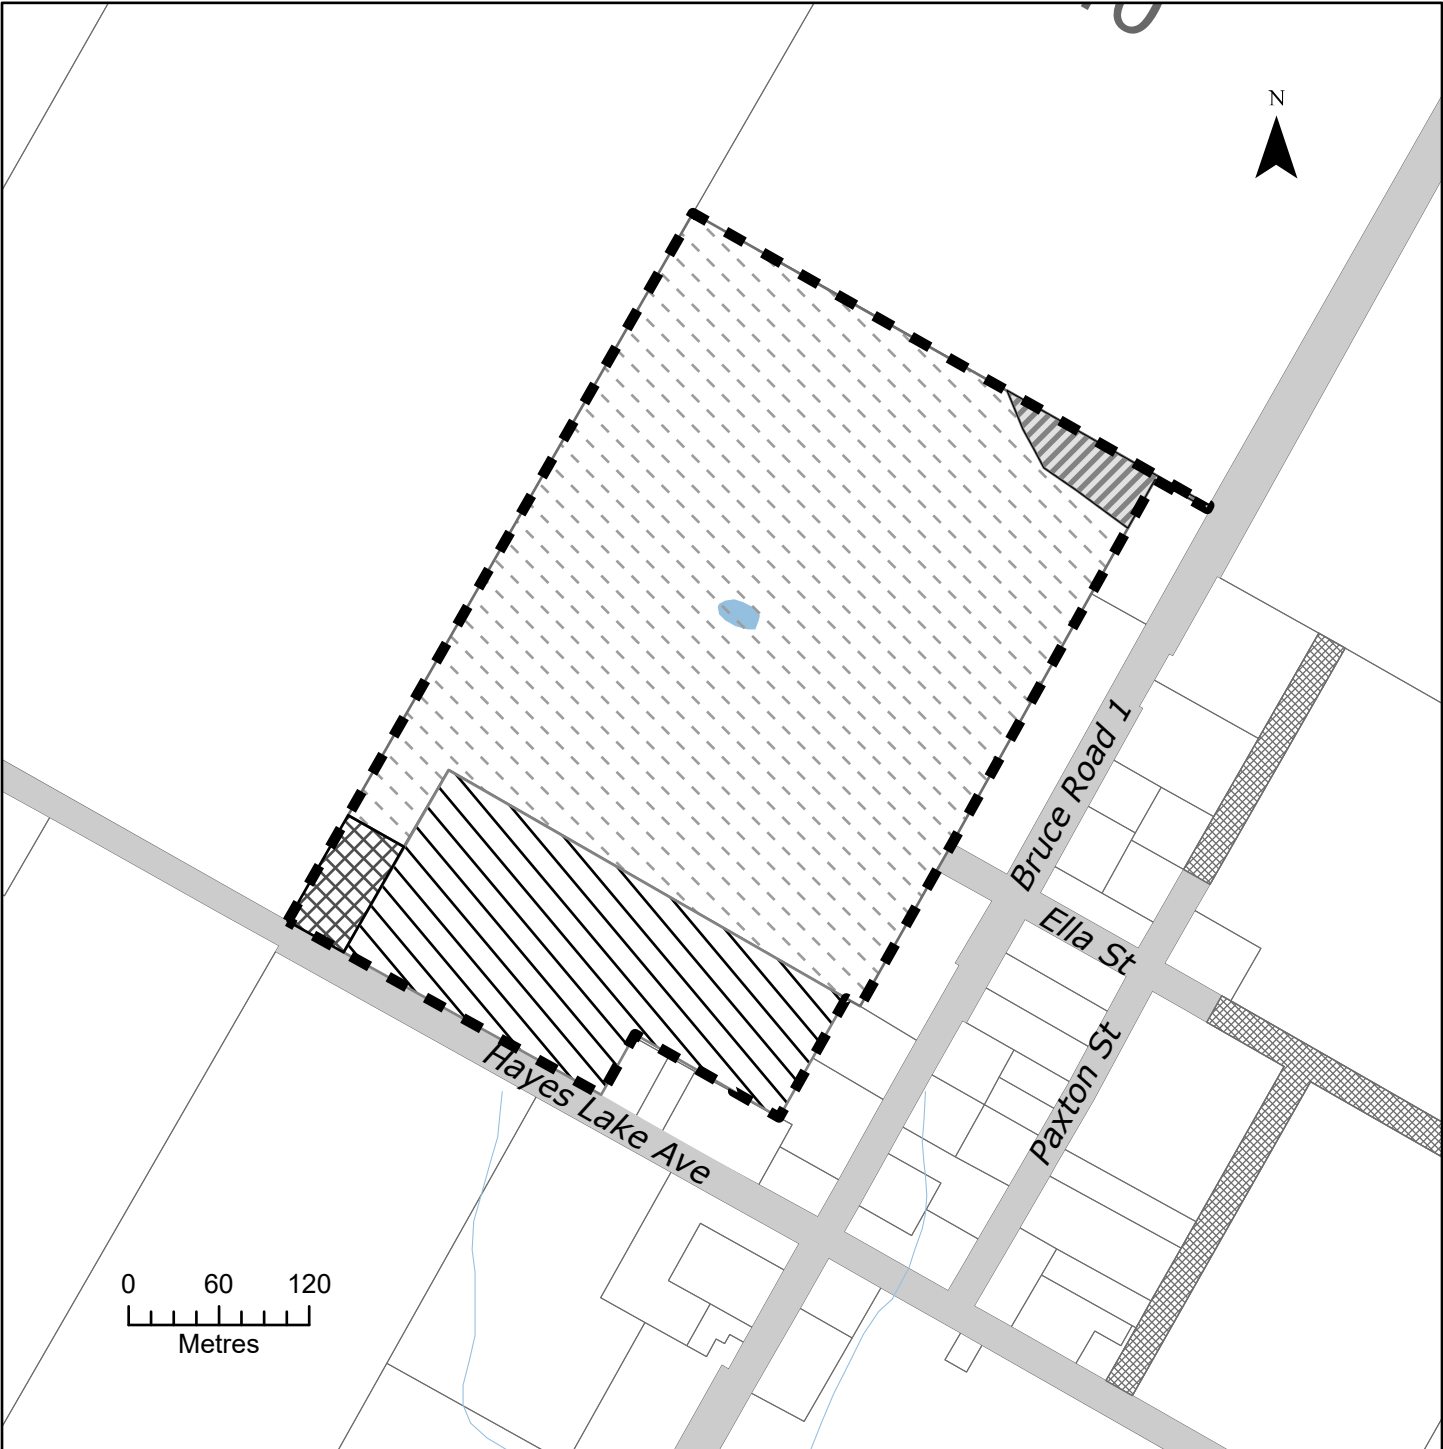 N
Bruce Road 1
Ella St
Paxton St
Hayes Lake Ave
0 60 120
Metres